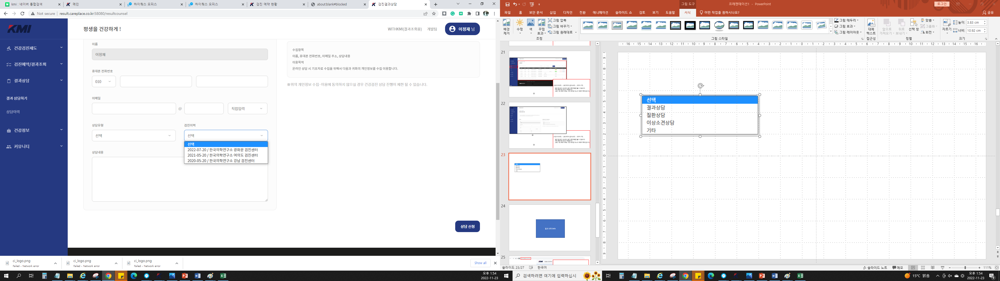 kmi : 네이버 통합검색
메인
하이웍스 오피스
하이웍스 오피스
검진 예약 현황
about:blank#blocked
검진결과상담
Not secure
result.careplace.co.kr:58080/resultcounsel
KMI
평생을 건강하게 !
WITHKMI(결과조회용)
개발팀
이정재 님
건강검진제도
검진예약/결과조회
결과상담
결과 상담하기
상담이력
건강정보
커뮤니티
이름
이정재
휴대폰 전화번호
010
이메일
@
직접입력
상담유형
검진이력
선택
선택
선택
2022-07-20 / 한국의학연구소 광화문 검진센터
2021-05-20 / 한국의학연구소 여의도 검진센터
2020-05-20 / 한국의학연구소 강남 검진센터
상담내용
수집항목
이름, 휴대폰 전화번호, 이메일 주소, 상담내용
이용목적
온라인 상담 시 기초자료 수집을 위해서 다음과 귀하의 개인정보를 수집 이용합니다.
※위의 개인정보 수집·이용에 동의하지 않으실 경우 건강검진 상담 진행이 제한 될 수 있습니다.
상담 신청
ci_logo.png
Failed - Network error
ci_logo.png
Failed - Network error
ci_logo.png
Failed - Network error
Show all
오후 1:54
2022-11-23
그림 도구
프레젠테이션1 - PowerPoint
로그인
파일
홈
보안 문서
삽입
디자인
전환
애니메이션
슬라이드 쇼
검토
보기
도움말
서식
어떤 작업을 원하시나요?
공유
배경 제거
수정
색
꾸밈 효과
그림 압축
그림 바꾸기
그림 원래대로
조정
그림 스타일
그림 테두리
그림 효과
그림 레이아웃
대체 텍스트
접근성
앞으로 가져오기
뒤로 보내기
선택 창
맞춤
그룹화
회전
정렬
자르기
높이: 3.83 cm
너비: 10.92 cm
크기
21
22
23
24
결과 조회 DATA
25
선택
결과상담
질환상담
이상소견상담
기타
슬라이드 23/27
한국어
슬라이드 노트
메모
111%
검색하려면 여기에 입력하십시
15°C 맑음
오후 1:54
2022-11-23